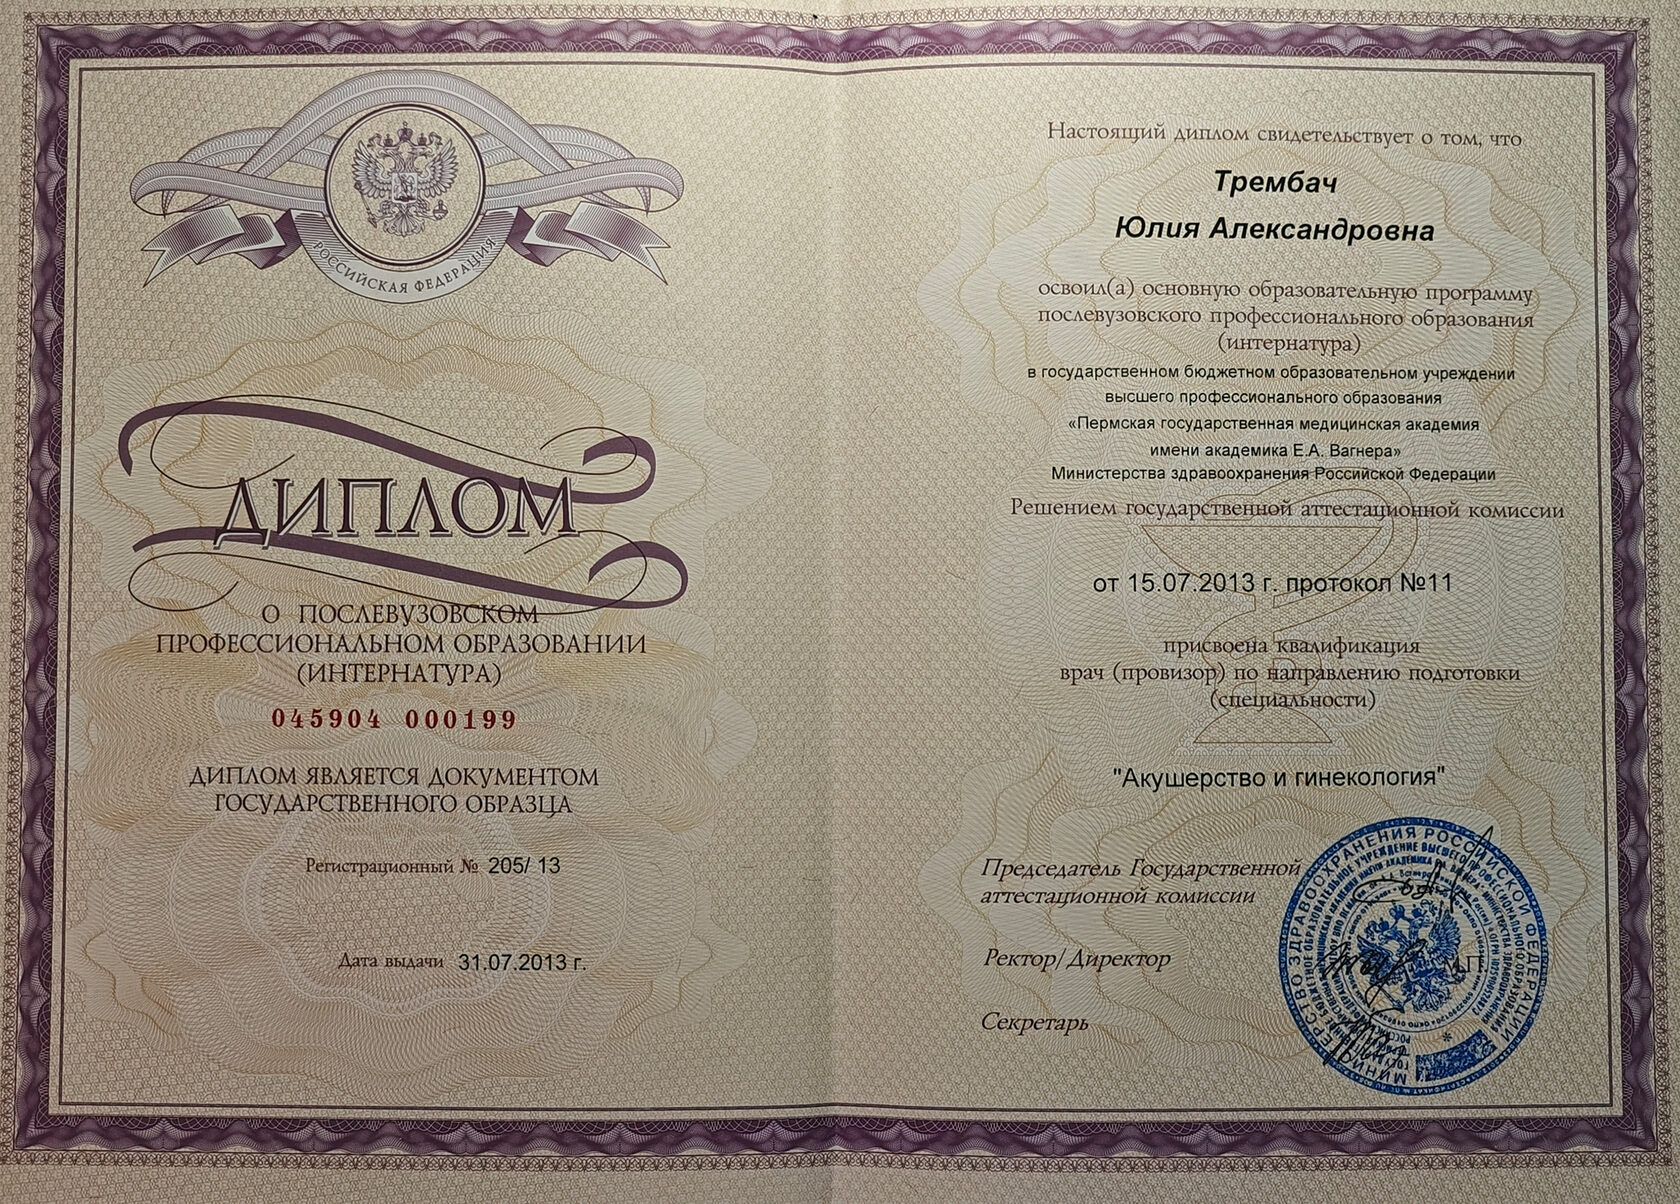 РОССИЙСКАЯ ФЕДЕРАЦИЯ
ДИПЛОМ
О ПОСЛЕВУЗОВСКОМ
ПРОФЕССИОНАЛЬНОМ ОБРАЗОВАНИИ
(ИНТЕРНАТУРА)
045904 000199
ДИПЛОМ ЯВЛЯЕТСЯ ДОКУМЕНТОМ
ГОСУДАРСТВЕННОГО ОБРАЗЦА
Регистрационный № 205/ 13
Дата выдачи 31.07.2013 г.
Настоящий диплом свидетельствует о том, что
Трембач
Юлия Александровна
освоил(а) основную образовательную программу
послевузовского профессионального образования
(интернатура)
в государственном бюджетном образовательном учреждении
высшего профессионального образования
«Пермская государственная медицинская академия
имени академика Е.А. Вагнера»
Министерства здравоохранения Российской Федерации
Решением государственной аттестационной комиссии
от 15.07.2013 г. протокол №11
присвоена квалификация
врач (провизор) по направлению подготовки
(специальности)
"Акушерство и гинекология"
Председатель Государственной
аттестационной комиссии
Ректор/Директор
М.П.
Секретарь
МИНИСТЕРСТВО ЗДРАВООХРАНЕНИЯ РОССИЙСКОЙ ФЕДЕРАЦИИ